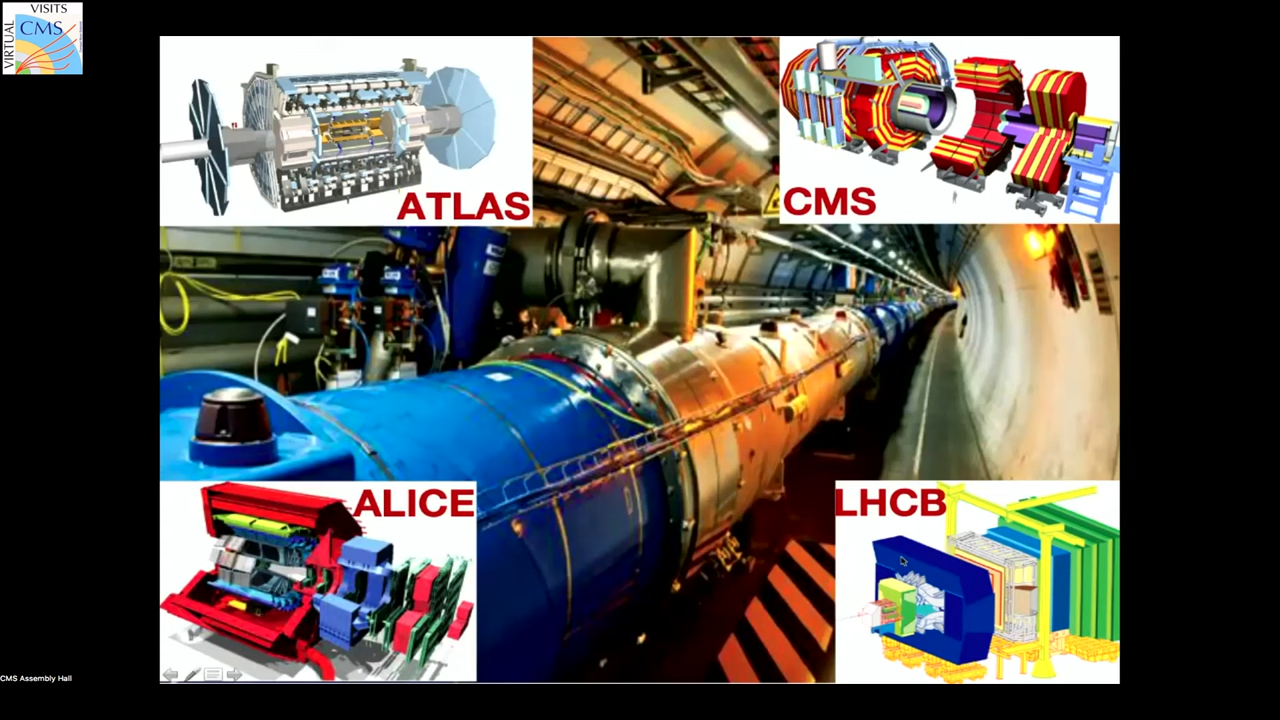 VISITS
VIRTUAL
CMS
ATLAS
CMS
ALICE
LHCB
CMS Assembly Hall